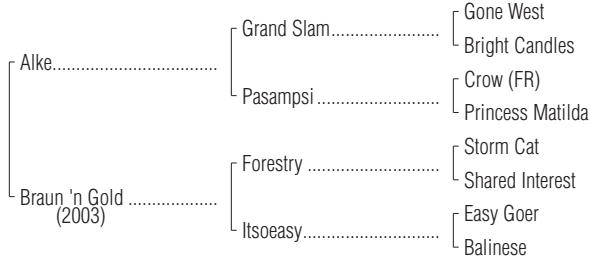 Gone West
Grand Slam
Bright Candles
Alke
Crow (FR)
Pasampsi
Princess Matilda
Storm Cat
Forestry
Shared Interest
Braun 'n Gold
(2003)
Easy Goer
Itsoeasy
Balinese